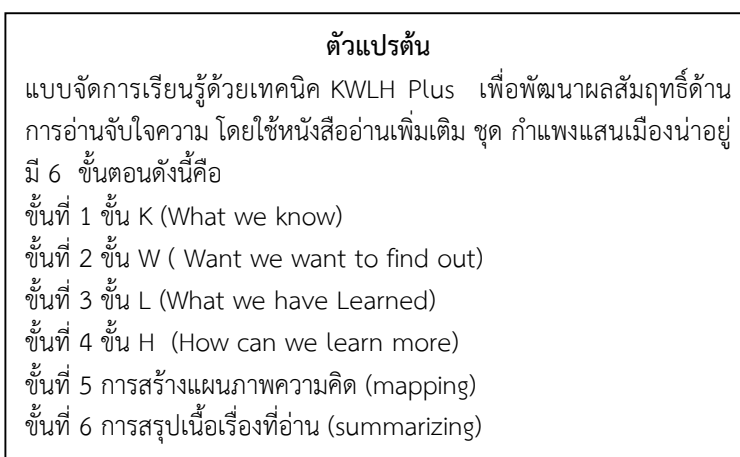 ตัวแปรต้น
แบบจัดการเรียนรู้ด้วยเทคนิค KWLH Plus เพื่อพัฒนาผลสัมฤทธิ์ด้าน
การอ่านจับใจความ โดยใช้หนังสืออ่านเพิ่มเติม ชุด กำแพงแสนเมืองน่าอยู่
มี 6 ขั้นตอนดังนี้คือ
ขั้นที่ 1 ขั้น K (What we know)
ขั้นที่ 2 ขั้น W ( Want we want to find out)
ขั้นที่ 3 ขั้น L (What we have Learned)
ขั้นที่ 4 ขั้น H (How can we learn more)
ขั้นที่ 5 การสร้างแผนภาพความคิด (mapping)
ขั้นที่ 6 การสรุปเนื้อเรื่องที่อ่าน (summarizing)